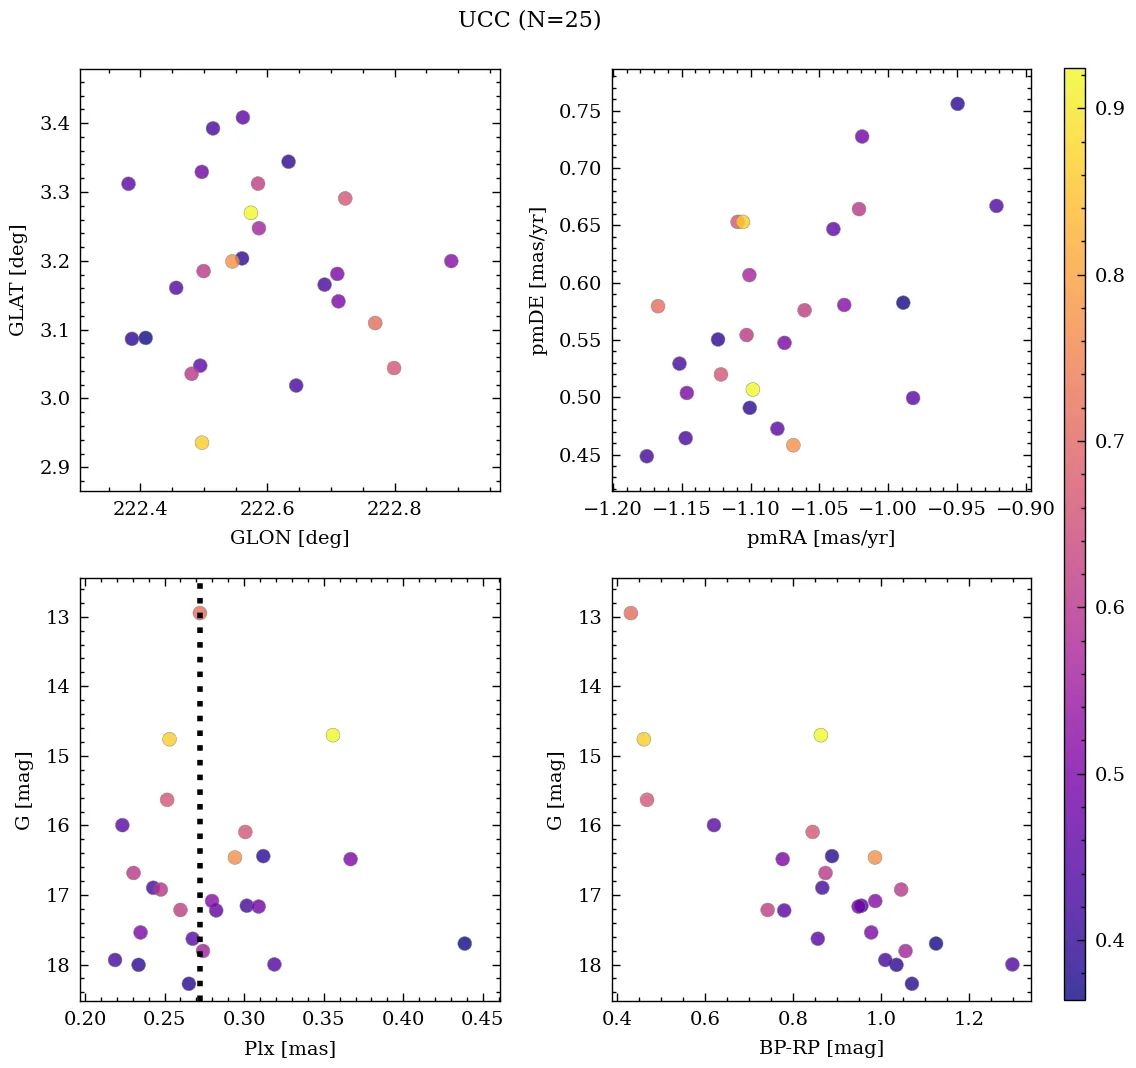 UCC (N=25)
3.4
3.3
3.2
3.1
3.0
2.9
GLAT [deg]
222.4 222.6 222.8
GLON [deg]
0.75
0.70
0.65
0.60
0.55
0.50
0.45
pmDE [mas/yr]
−1.20 −1.15 −1.10 −1.05 −1.00 −0.95 −0.90
pmRA [mas/yr]
13
14
15
16
17
18
G [mag]
0.20 0.25 0.30 0.35 0.40 0.45
Plx [mas]
13
14
15
16
17
18
G [mag]
0.4 0.6 0.8 1.0 1.2
BP-RP [mag]
0.9
0.8
0.7
0.6
0.5
0.4